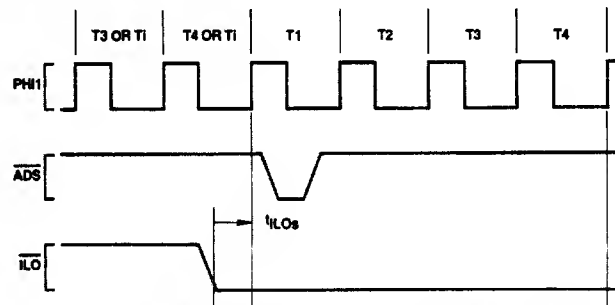 T3 OR Ti T4 OR Ti T1 T2 T3 T4
PHI1
ADS
tILOs
ILO